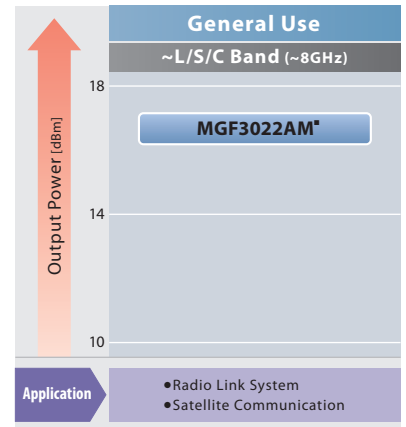 General Use
~L/S/C Band (~8GHz)
Output Power [dBm]
18
MGF3022AM▪
14
10
Application
●Radio Link System
●Satellite Communication